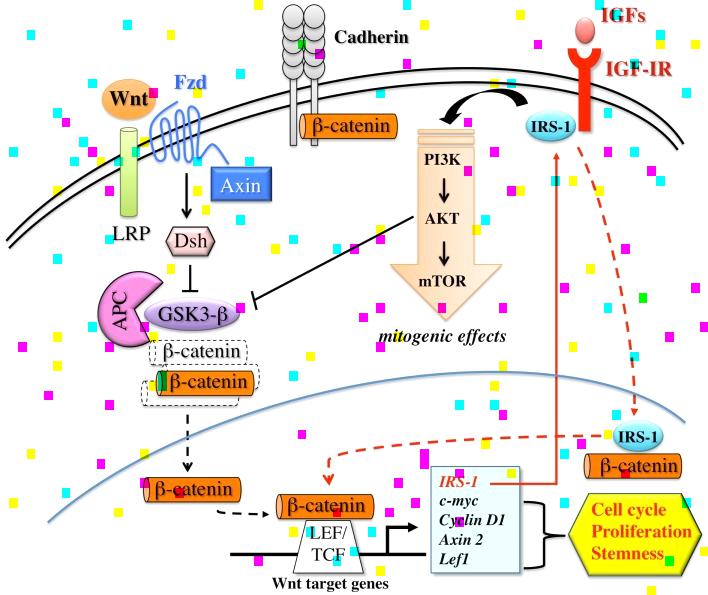 IGFs
Cadherin
IGF-IR
Fzd
Wnt
β-catenin
IRS-1
PI3K
Axin
AKT
LRP
Dsh
mTOR
APC
GSK3-β
mitogenic effects
β-catenin
β-catenin
IRS-1
β-catenin
β-catenin
β-catenin
IRS-1
c-myc
Cyclin D1
Axin 2
Lef1
LEF/
TCF
Wnt target genes
Cell cycle
Proliferation
Stemness